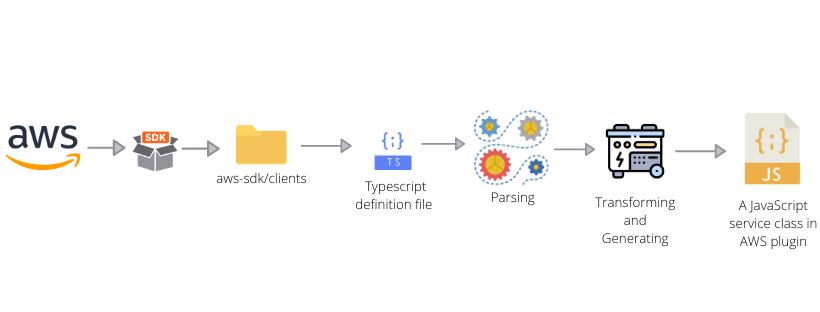 aws
SDK
aws-sdk/clients
{;}
TS
Typescript
definition file
Parsing
Transforming
and
Generating
{;}
JS
A JavaScript
service class in
AWS plugin